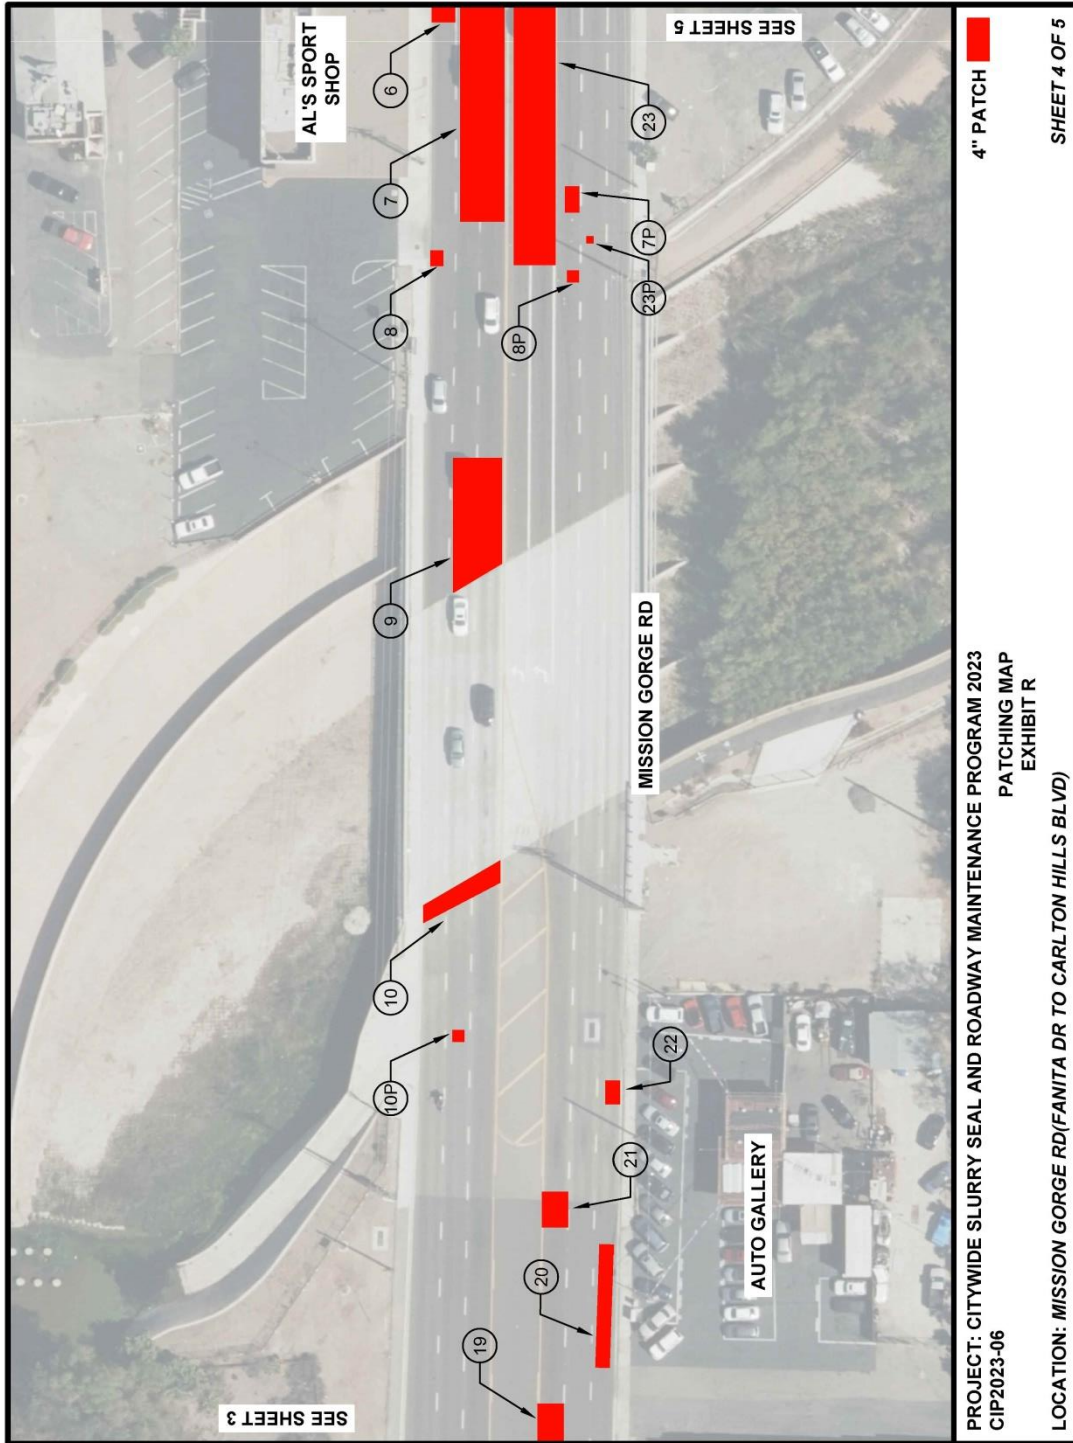 SEE SHEET 3
SEE SHEET 5
AL'S SPORT
SHOP
6
7
8
9
10
10P
19
20
21
22
8P
23P
7P
23
MISSION GORGE RD
AUTO GALLERY
PROJECT: CITYWIDE SLURRY SEAL AND ROADWAY MAINTENANCE PROGRAM 2023
CIP2023-06
PATCHING MAP
EXHIBIT R
LOCATION: MISSION GORGE RD(FANITA DR TO CARLTON HILLS BLVD)
4" PATCH
SHEET 4 OF 5